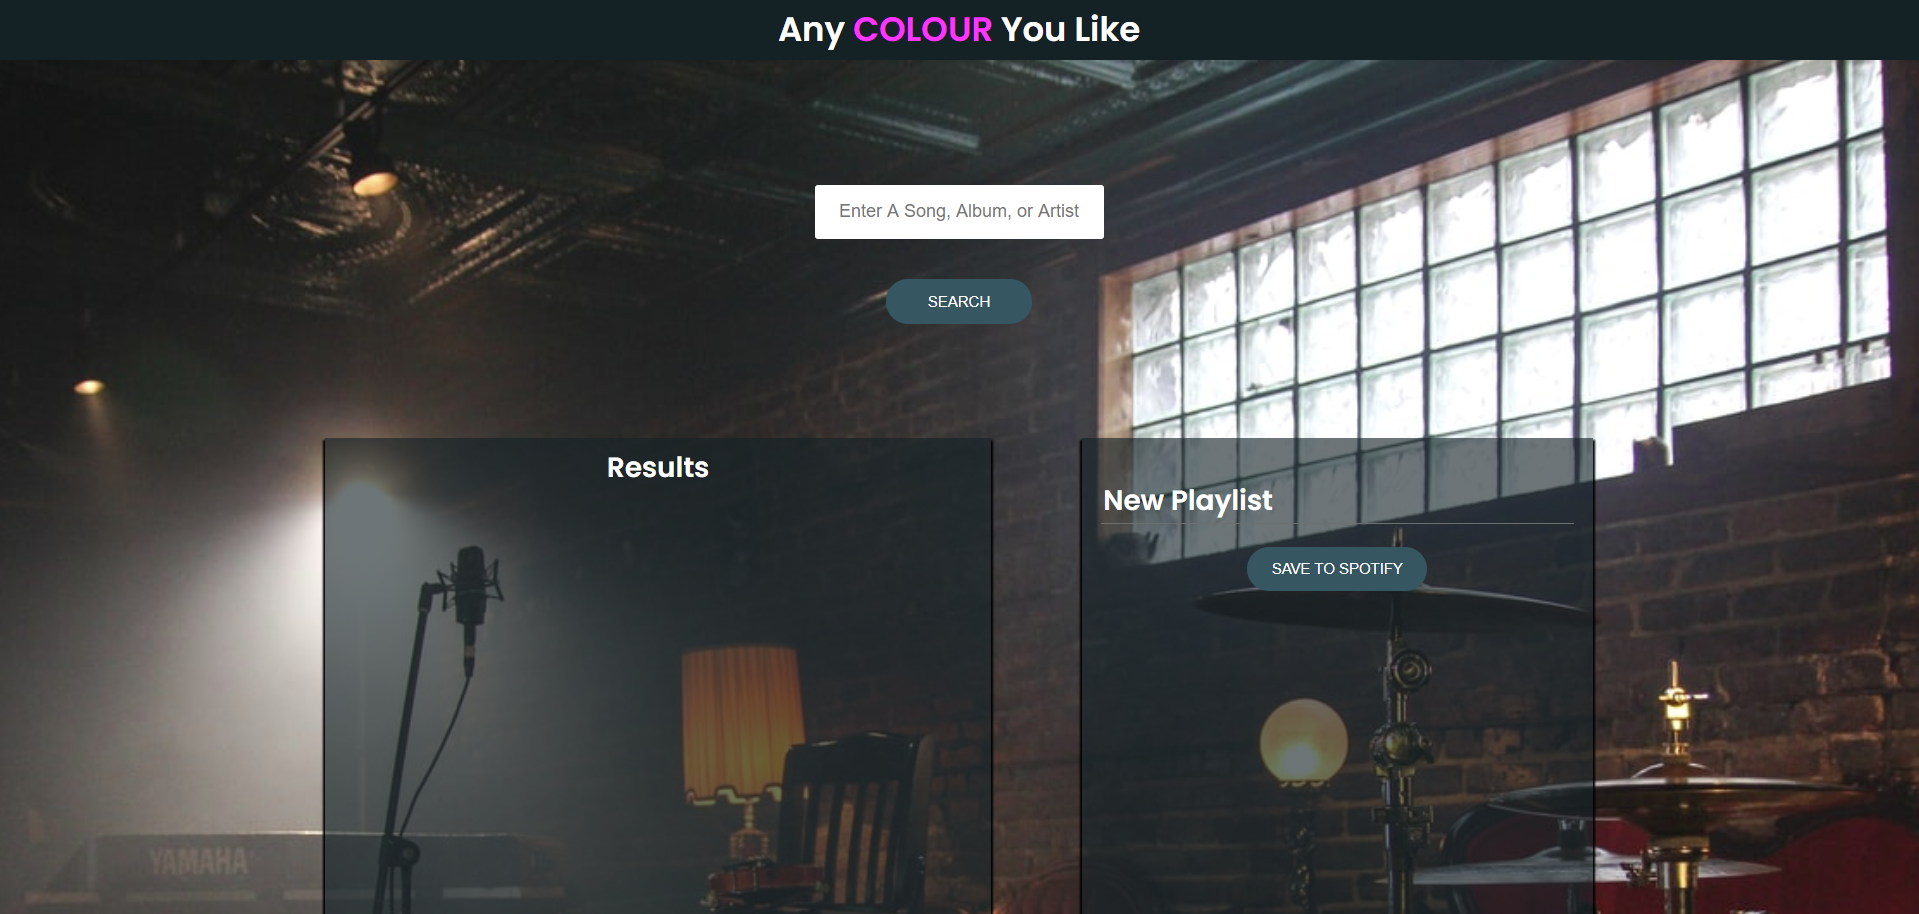 Any COLOUR You Like
Enter A Song, Album, or Artist
SEARCH
Results
New Playlist
SAVE TO SPOTIFY
YAMAHA